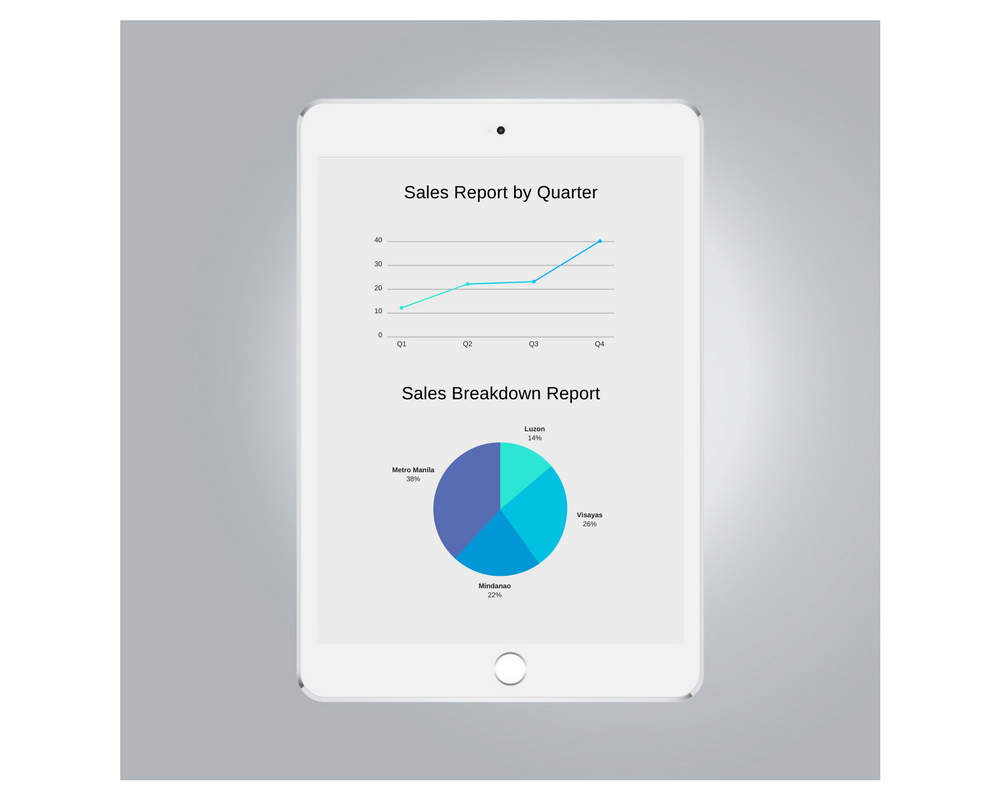 Sales Report by Quarter
40
30
20
10
0
Q1 Q2 Q3 Q4
Sales Breakdown Report
Luzon
14%
Metro Manila
38%
Visayas
26%
Mindanao
22%